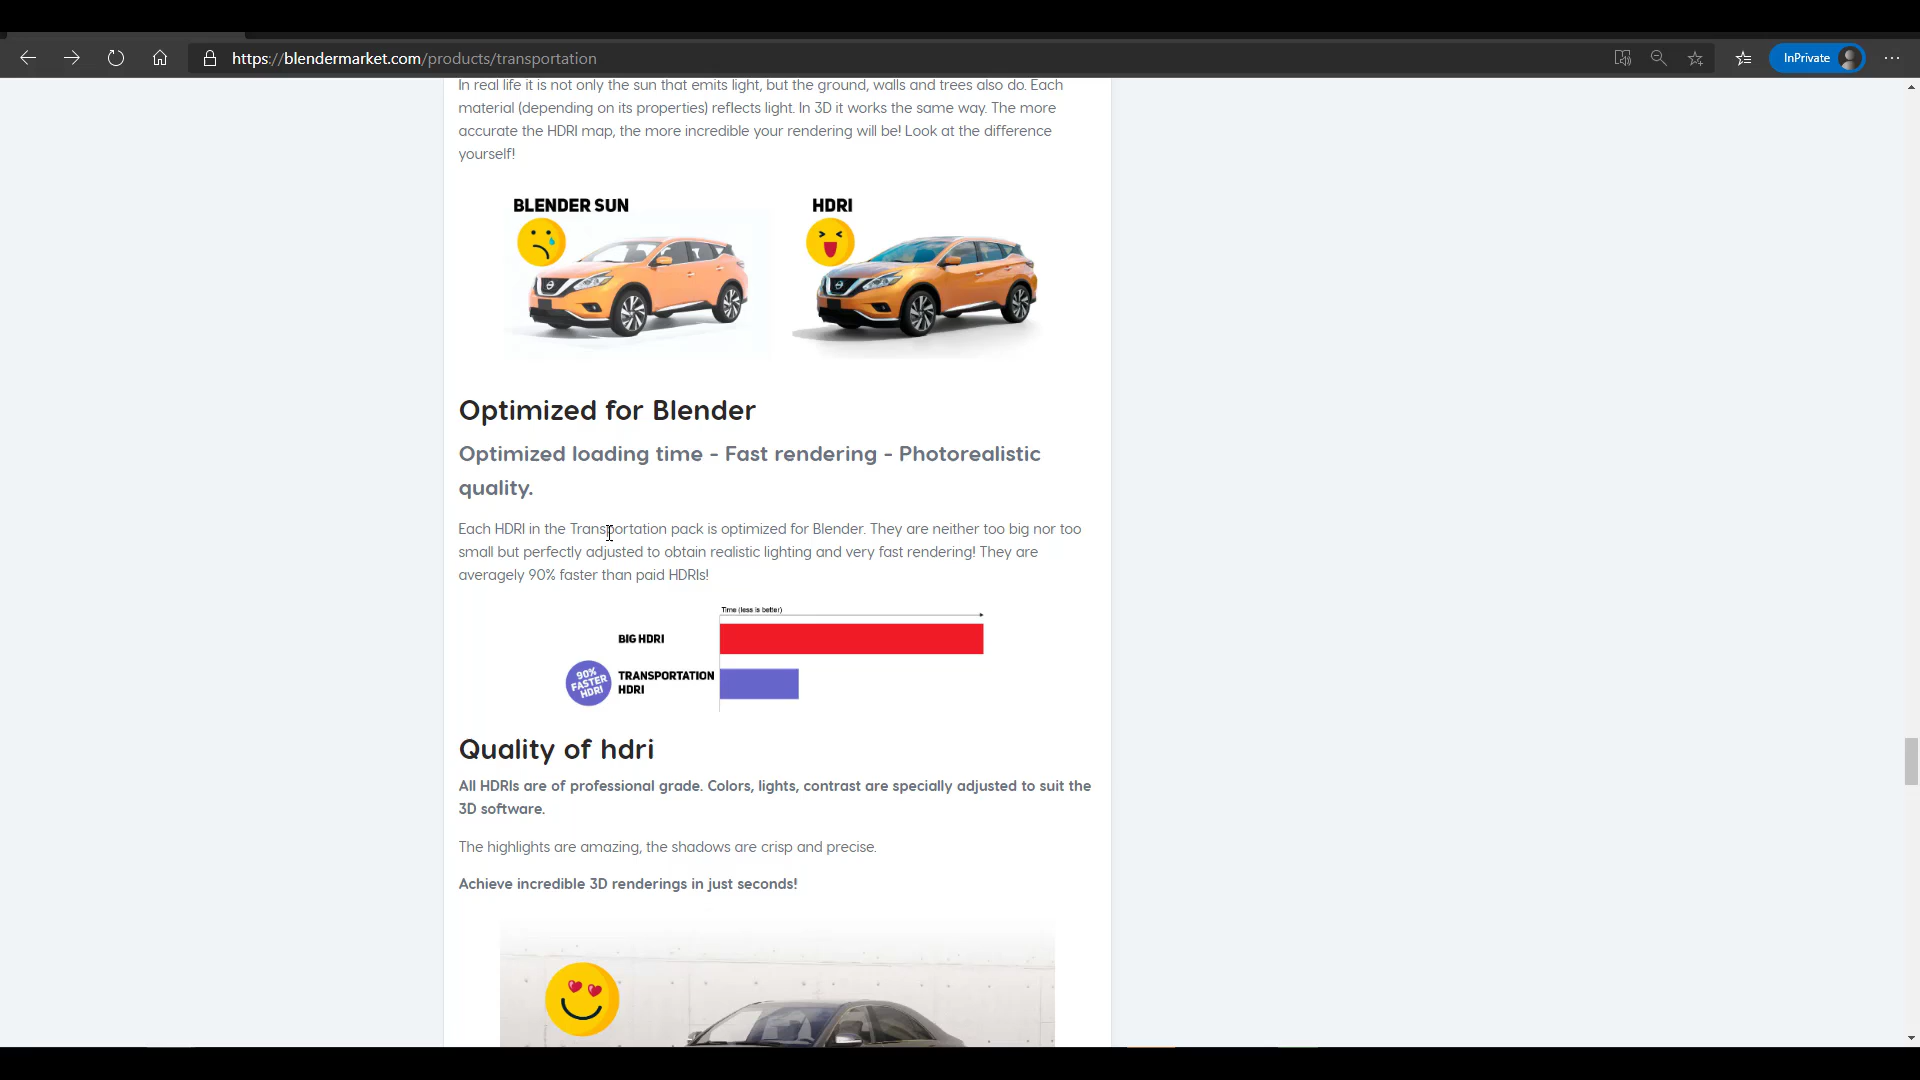 https://blendermarket.com/products/transportation
InPrivate
In real life it is not only the sun that emits light, but the ground, walls and trees also do. Each
material (depending on its properties) reflects light. In 3D it works the same way. The more
accurate the HDRI map, the more incredible your rendering will be! Look at the difference
yourself!
BLENDER SUN
HDRI
Optimized for Blender
Optimized loading time - Fast rendering - Photorealistic
quality.
Each HDRI in the Transportation pack is optimized for Blender. They are neither too big nor too
small but perfectly adjusted to obtain realistic lighting and very fast rendering! They are
averagely 90% faster than paid HDRIs!
Time (less is better)
BIG HDRI
90%
FASTER
HDRI
TRANSPORTATION
HDRI
Quality of hdri
All HDRIs are of professional grade. Colors, lights, contrast are specially adjusted to suit the
3D software.
The highlights are amazing, the shadows are crisp and precise.
Achieve incredible 3D renderings in just seconds!